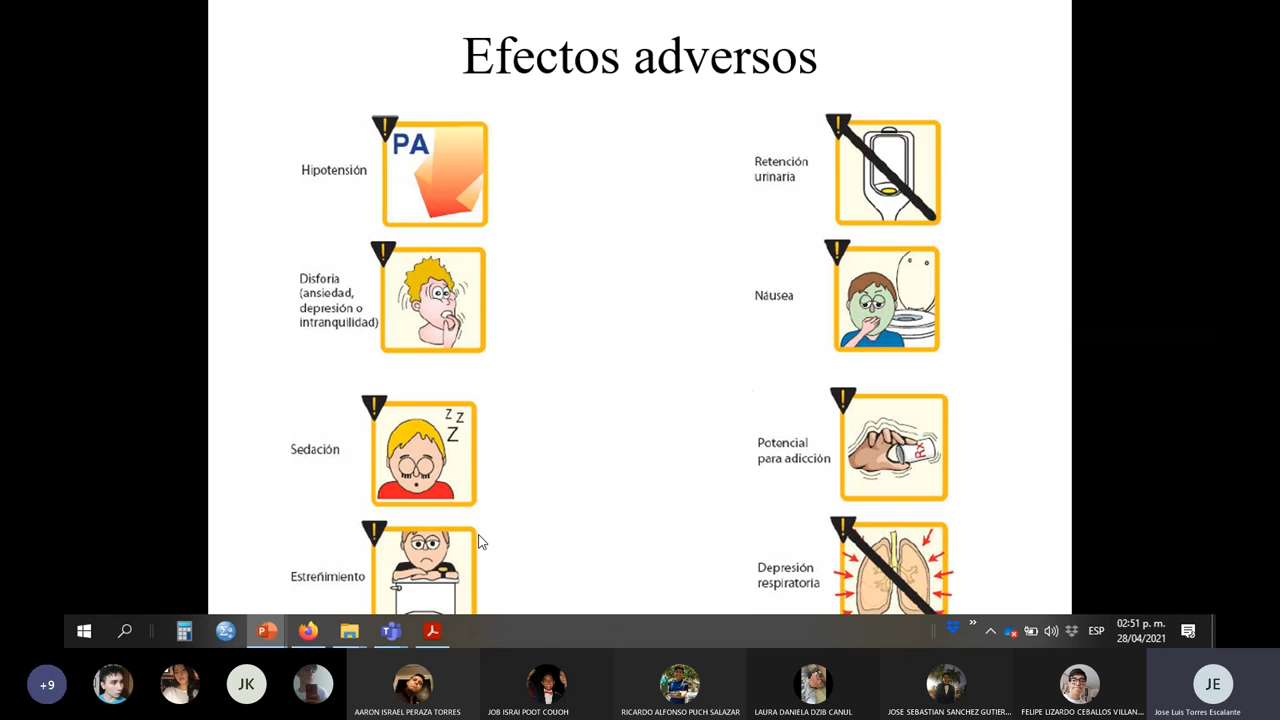 Efectos adversos
Hipotensión
PA
Disforia
(ansiedad,
depresión o
intranquilidad)
Sedación
Z Z
Z
Estreñimiento
Retención
urinaria
Náusea
Potencial
para adicción
Rx
Depresión
respiratoria
ESP
02:51 p. m.
28/04/2021
+9
JK
AARON ISRAEL PERAZA TORRES
JOB ISRAI POOT COUOH
RICARDO ALFONSO PUCH SALAZAR
LAURA DANIELA DZIB CANUL
JOSE SEBASTIAN SANCHEZ GUTIER...
FELIPE LIZARDO CEBALLOS VILLAN...
JE
Jose Luis Torres Escalante